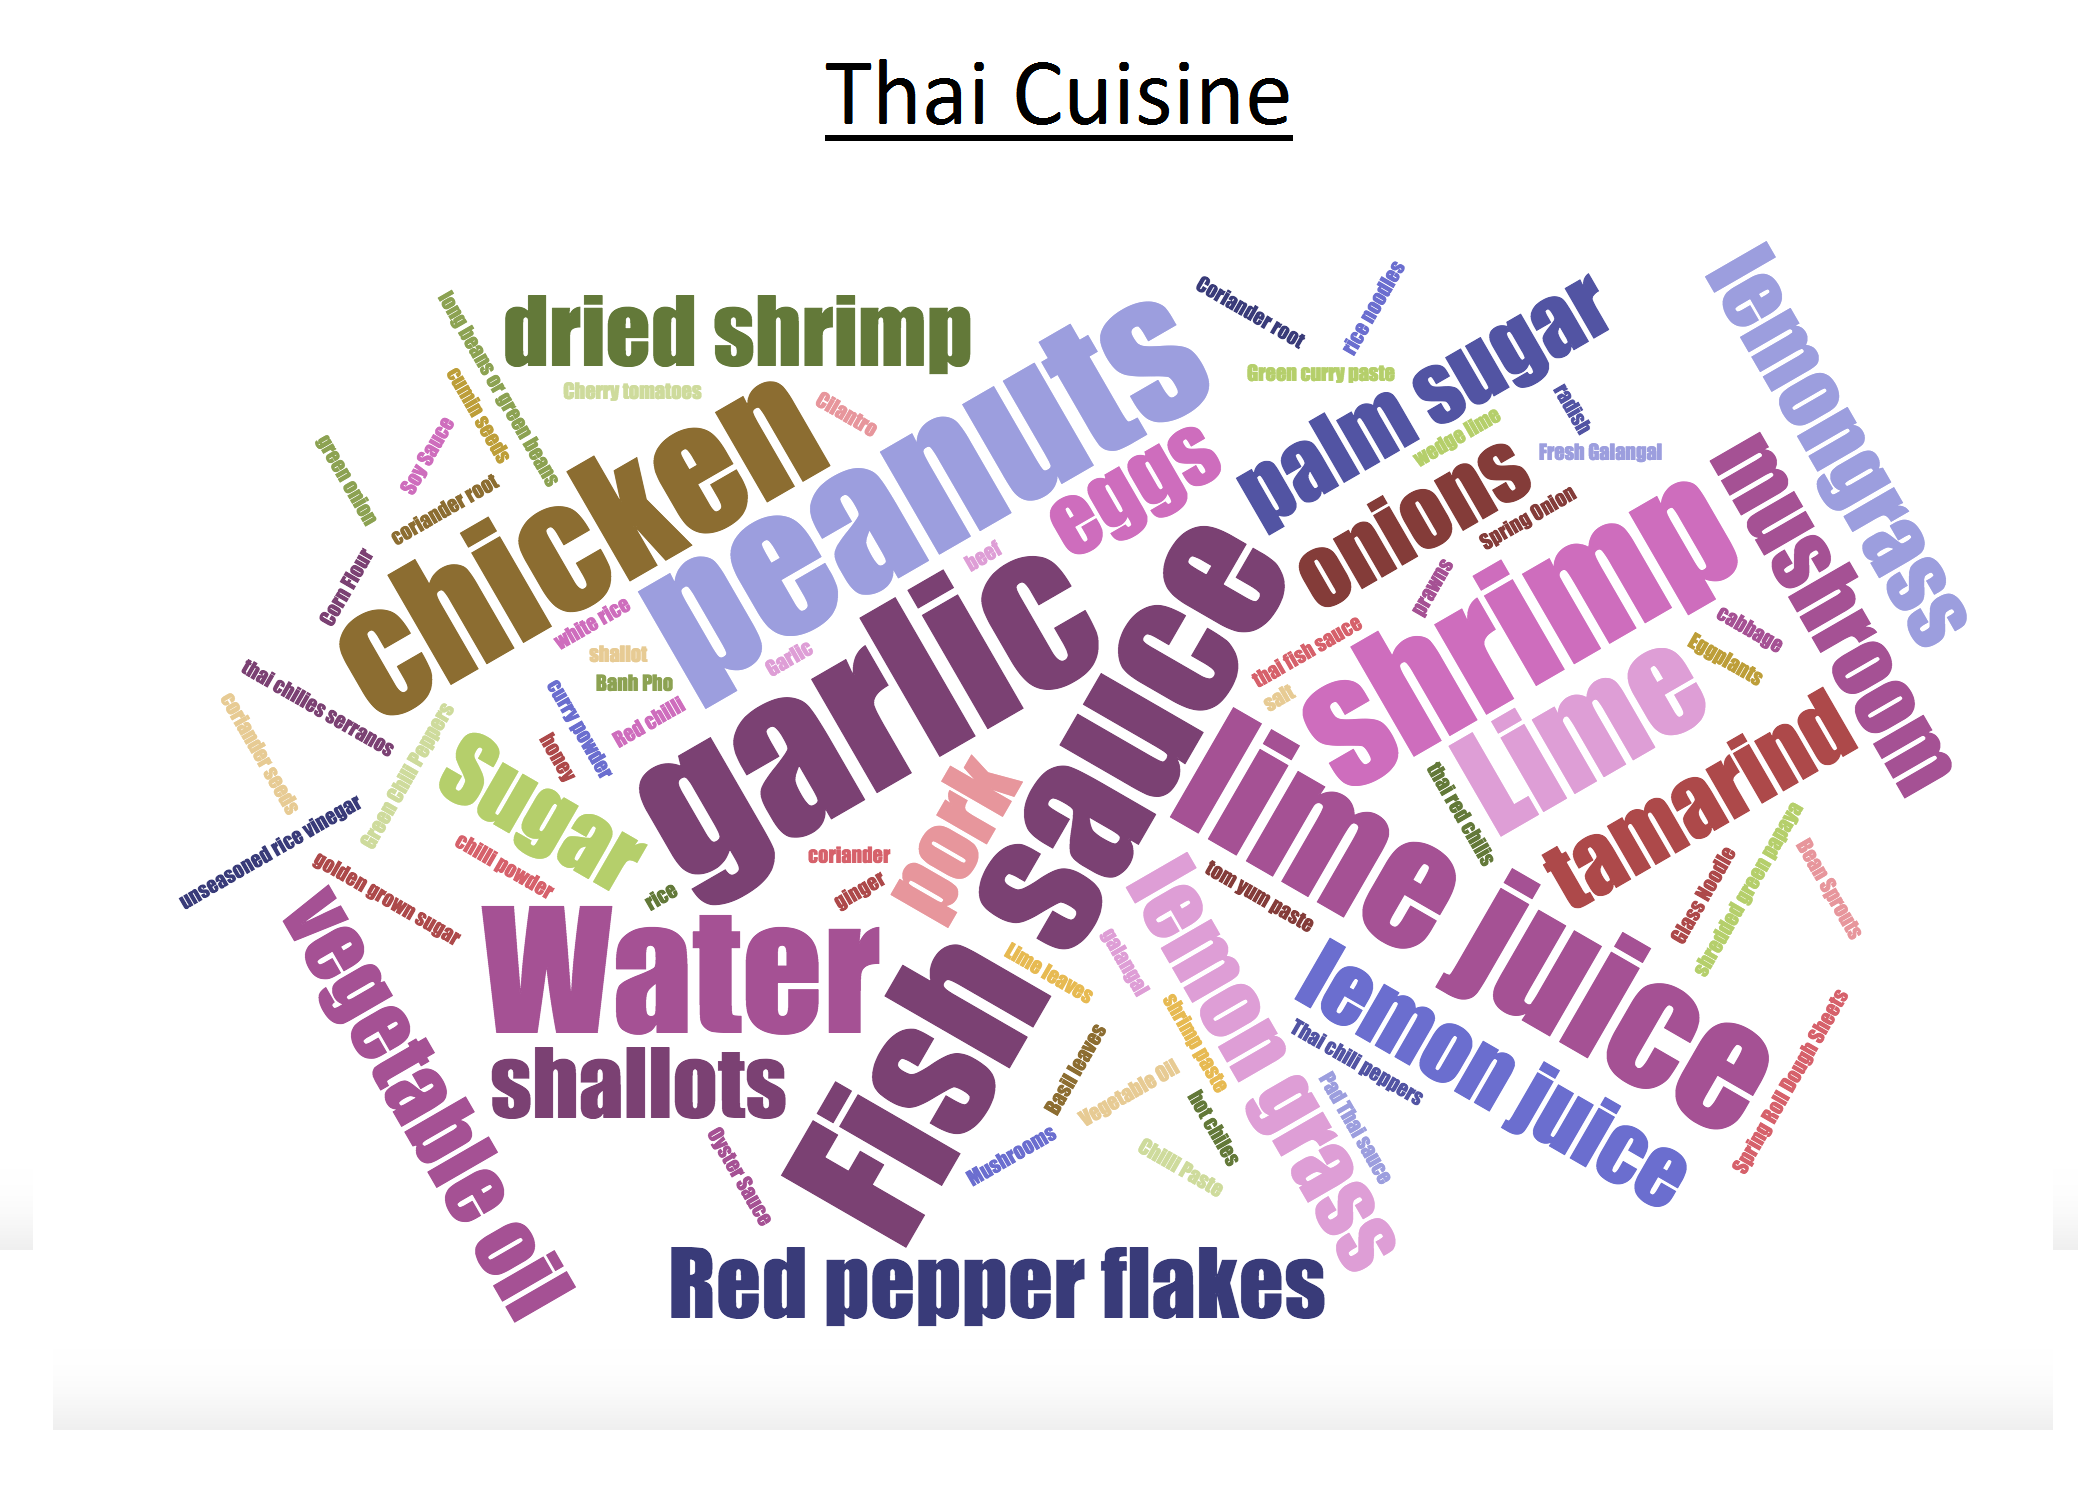 Thai Cuisine
dried shrimp
Cherry tomatoes
long beans or green beans
cumin seeds
Soy Sauce
green onion
coriander root
Corn Flour
chicken
Cilantro
peanuts
eggs
beef
Coriander root
rice noodles
Green curry paste
palm sugar
wedge lime
radish
Fresh Galangal
onions
Spring Onion
prawns
lemongrass
mushroom
shrimp
cabbage
Eggplants
thai fish sauce
salt
Lime
tamarind
white rice
shallot
Banh Pho
Red chilli
curry powder
honey
Garlic
garlic
thai chilies serranos
coriander seeds
Green Chili Peppers
unseasoned rice vinegar
golden grown sugar
sugar
chilli powder
rice
coriander
ginger
pork
Fish sauce
lime juice
thai red chilis
tom yum paste
Glass Noodle
shredded green papaya
Bean Sprouts
vegetable oil
Water
shallots
Lime leaves
galangal
lemon grass
shrimp paste
lemon juice
Thai chili peppers
Spring Roll Dough Sheets
Basil leaves
Vegetable Oil
hot chiles
Pad Thai sauce
Mushrooms
Chilli Paste
Oyster Sauce
Red pepper flakes